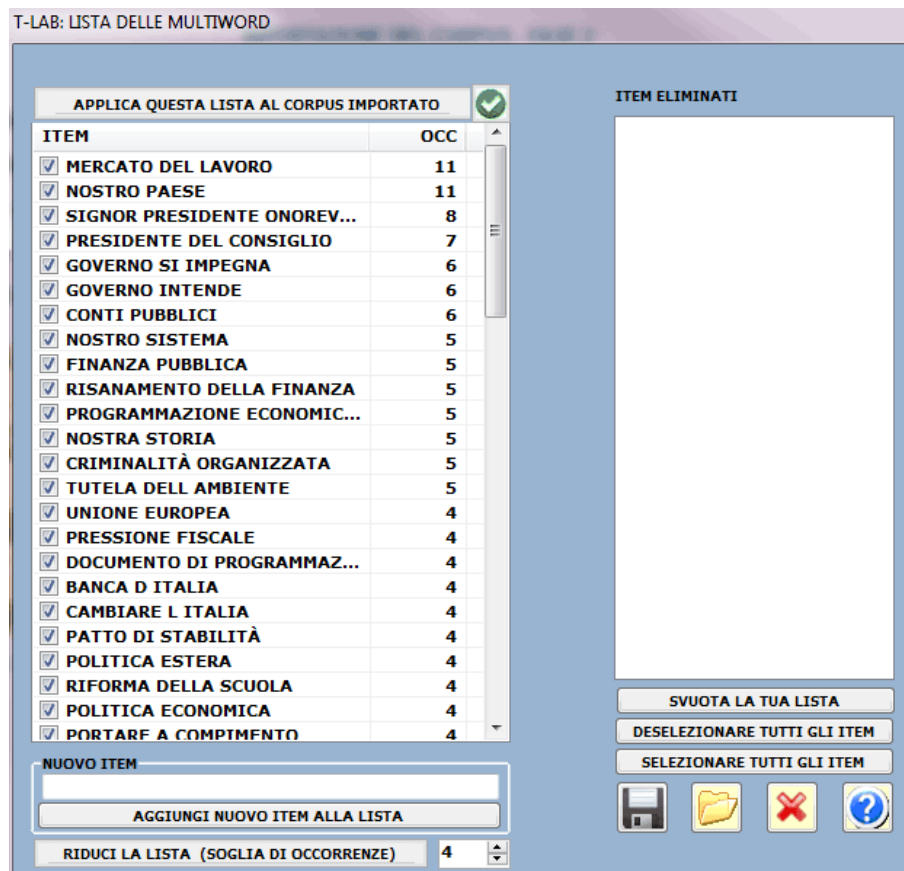 T-LAB: LISTA DELLE MULTIWORD
APPLICA QUESTA LISTA AL CORPUS IMPORTATO
ITEM OCC
MERCATO DEL LAVORO 11
NOSTRO PAESE 11
SIGNOR PRESIDENTE ONOREV... 8
PRESIDENTE DEL CONSIGLIO 7
GOVERNO SI IMPEGNA 6
GOVERNO INTENDE 6
CONTI PUBBLICI 6
NOSTRO SISTEMA 5
FINANZA PUBBLICA 5
RISANAMENTO DELLA FINANZA 5
PROGRAMMAZIONE ECONOMIC... 5
NOSTRA STORIA 5
CRIMINALITÀ ORGANIZZATA 5
TUTELA DELL AMBIENTE 5
UNIONE EUROPEA 4
PRESSIONE FISCALE 4
DOCUMENTO DI PROGRAMMAZ... 4
BANCA D ITALIA 4
CAMBIARE L ITALIA 4
PATTO DI STABILITÀ 4
POLITICA ESTERA 4
RIFORMA DELLA SCUOLA 4
POLITICA ECONOMICA 4
PORTARE A COMPIMENTO 4
NUOVO ITEM
AGGIUNGI NUOVO ITEM ALLA LISTA
RIDUCI LA LISTA (SOGLIA DI OCCORRENZE) 4
ITEM ELIMINATI
SVUOTA LA TUA LISTA
DESELEZIONARE TUTTI GLI ITEM
SELEZIONARE TUTTI GLI ITEM
?